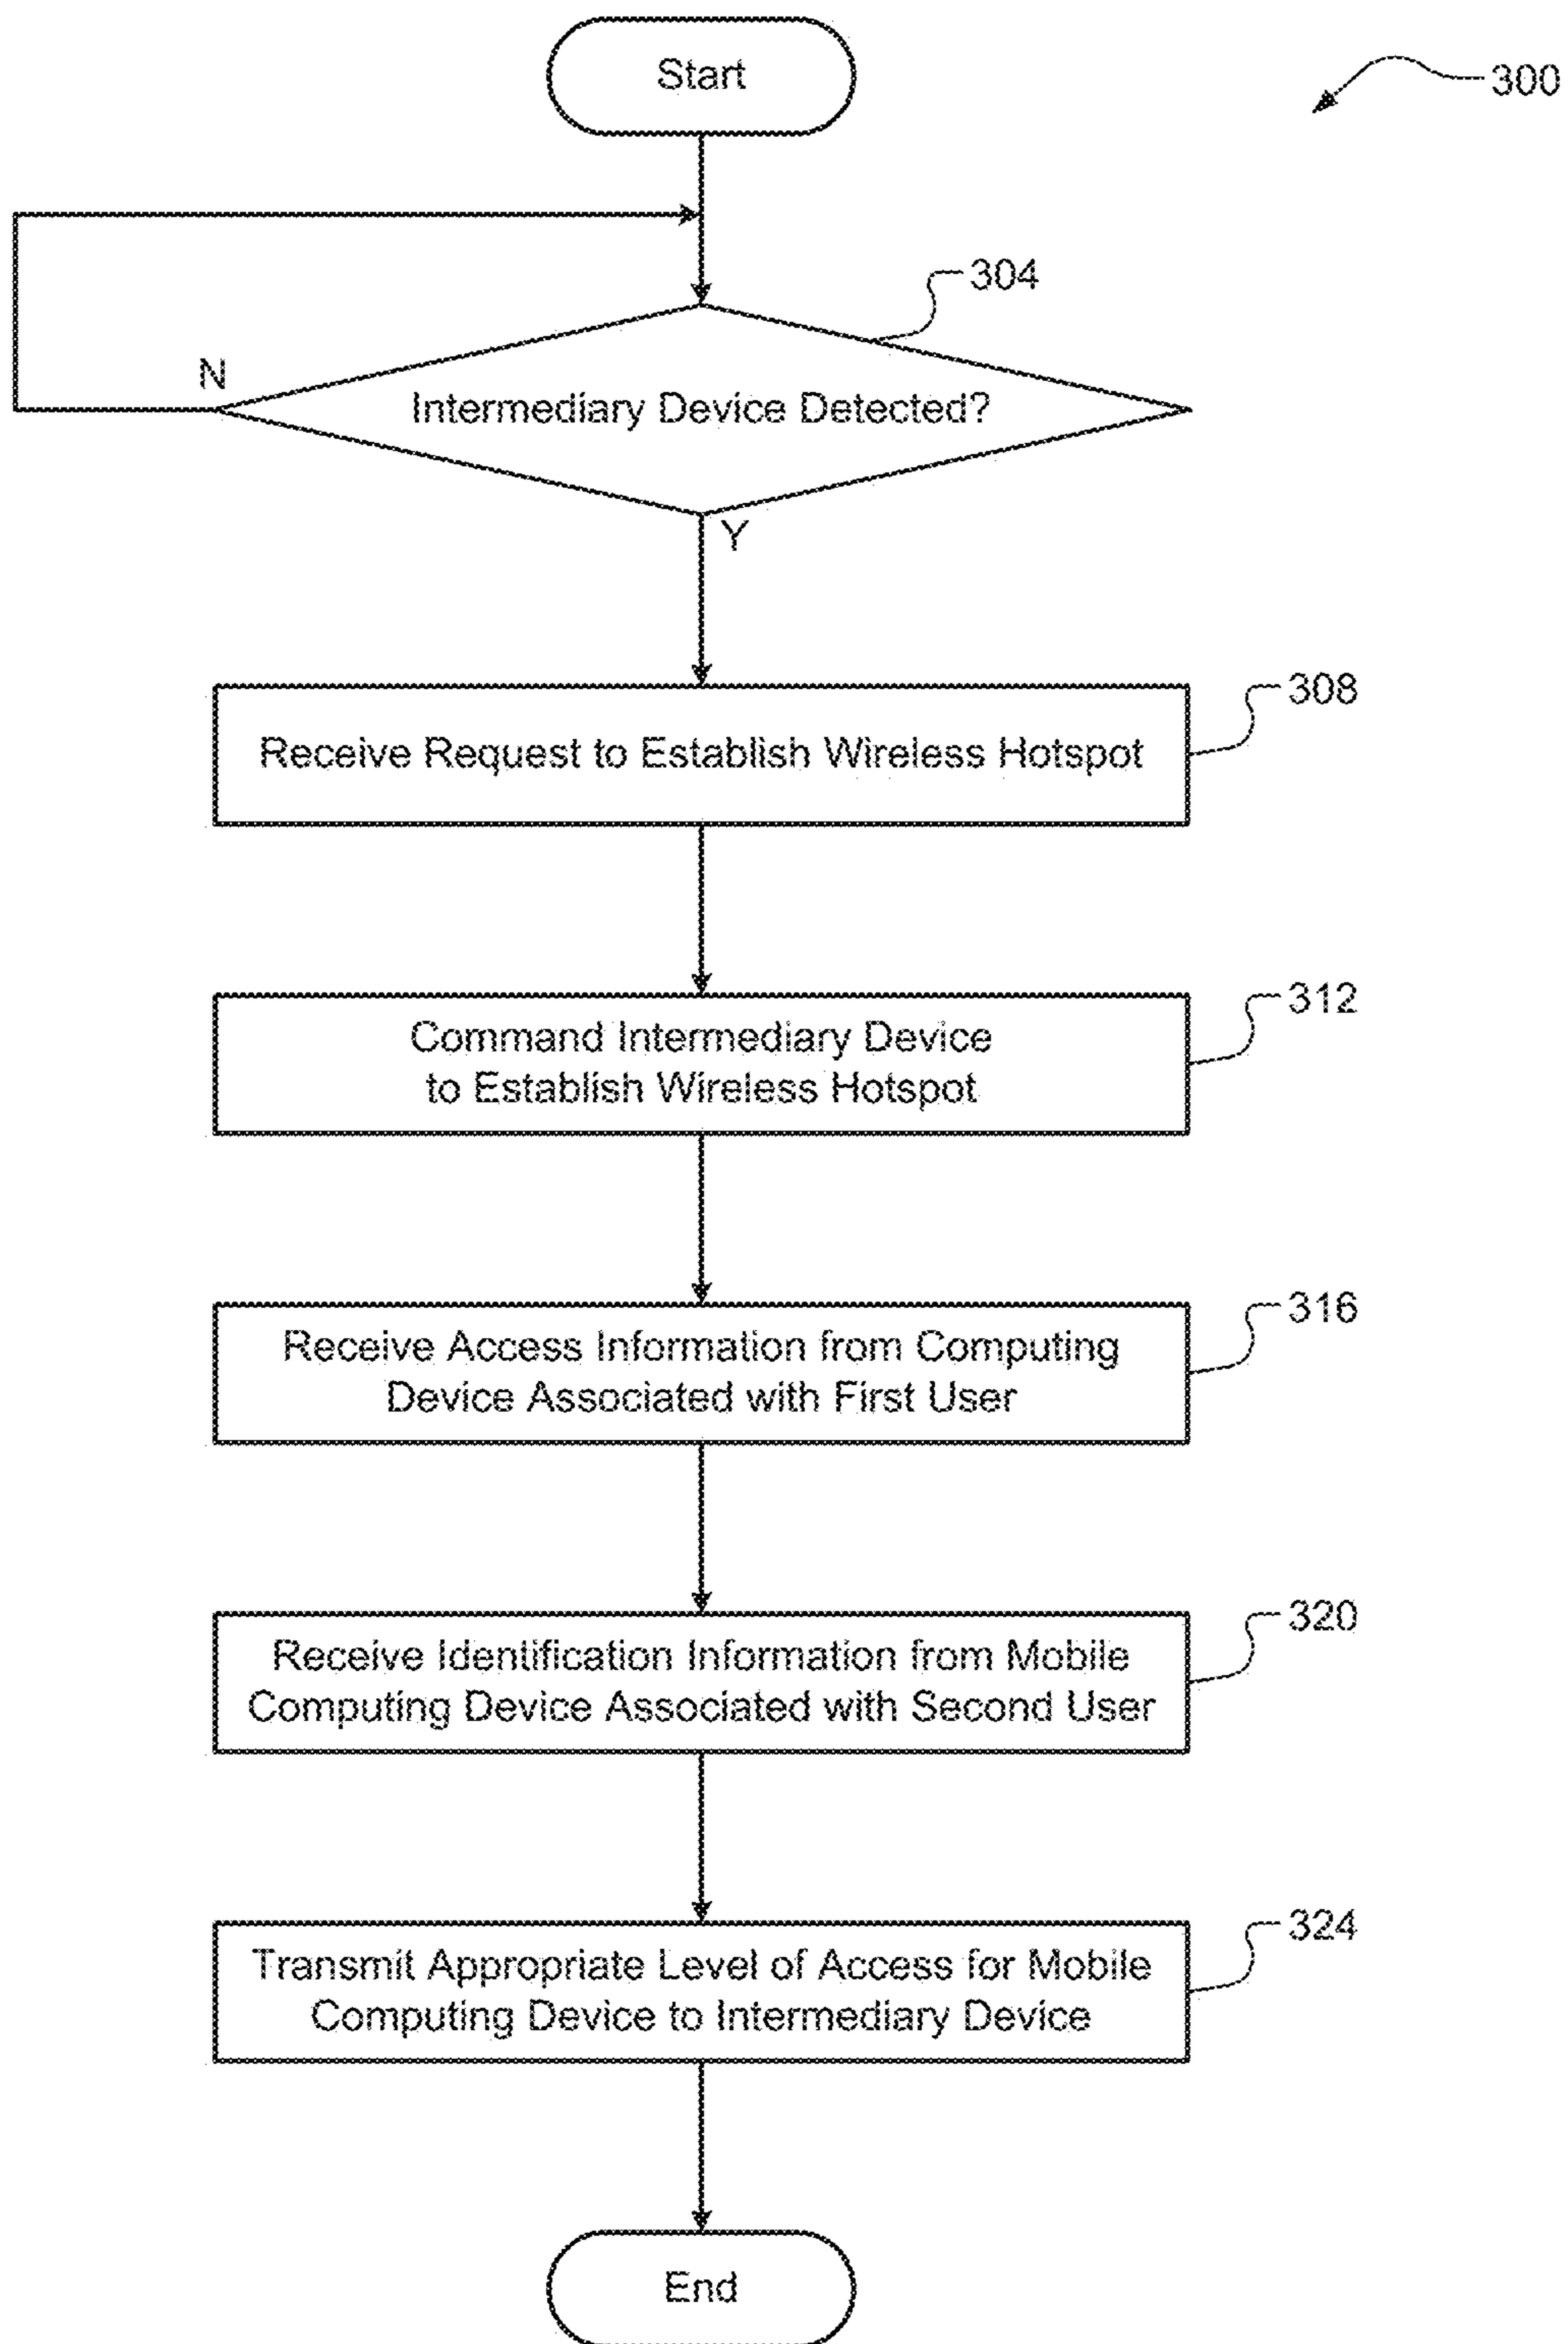 Start
300
304
N
Intermediary Device Detected?
Y
308
Receive Request to Establish Wireless Hotspot
312
Command Intermediary Device
to Establish Wireless Hotspot
316
Receive Access Information from Computing
Device Associated with First User
320
Receive Identification Information from Mobile
Computing Device Associated with Second User
324
Transmit Appropriate Level of Access for Mobile
Computing Device to Intermediary Device
End